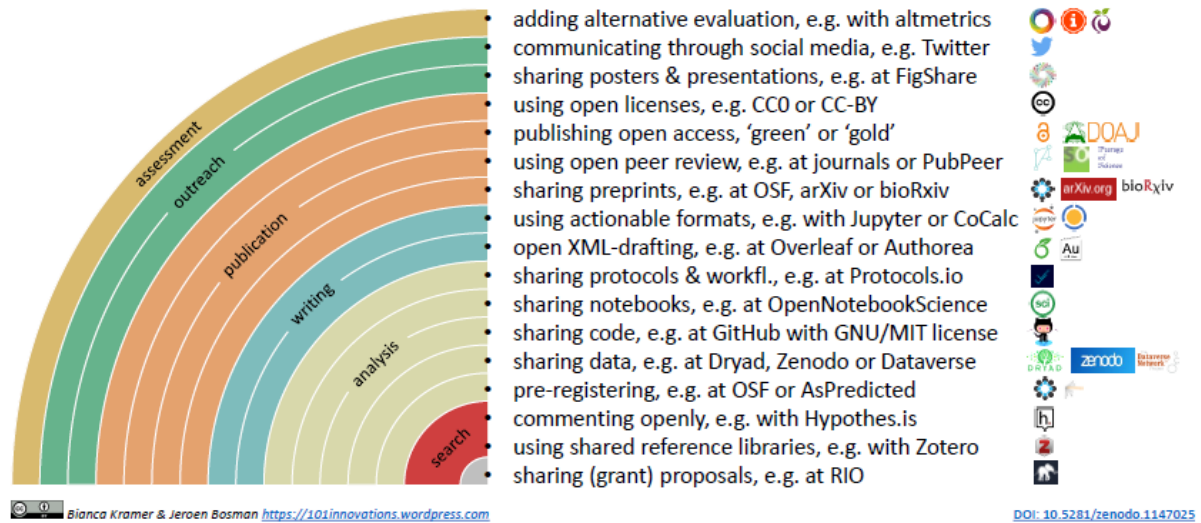 assessment
outreach
publication
writing
analysis
search
• adding alternative evaluation, e.g. with altmetrics
• communicating through social media, e.g. Twitter
• sharing posters & presentations, e.g. at FigShare
• using open licenses, e.g. CC0 or CC-BY
• publishing open access, ‘green’ or ‘gold’
• using open peer review, e.g. at journals or PubPeer
• sharing preprints, e.g. at OSF, arXiv or bioRxiv
• using actionable formats, e.g. with Jupyter or CoCalc
• open XML-drafting, e.g. at Overleaf or Authorea
• sharing protocols & workfl., e.g. at Protocols.io
• sharing notebooks, e.g. at OpenNotebookScience
• sharing code, e.g. at GitHub with GNU/MIT license
• sharing data, e.g. at Dryad, Zenodo or Dataverse
• pre-registering, e.g. at OSF or AsPredicted
• commenting openly, e.g. with Hypothes.is
• using shared reference libraries, e.g. with Zotero
• sharing (grant) proposals, e.g. at RIO
i
cc
DOAJ
SO
arXiv.org bioRχiv
jupyter
Au
sci
DRYAD zenodo Dataverse Network
h.
Z
Bianca Kramer & Jeroen Bosman https://101innovations.wordpress.com
DOI: 10.5281/zenodo.1147025